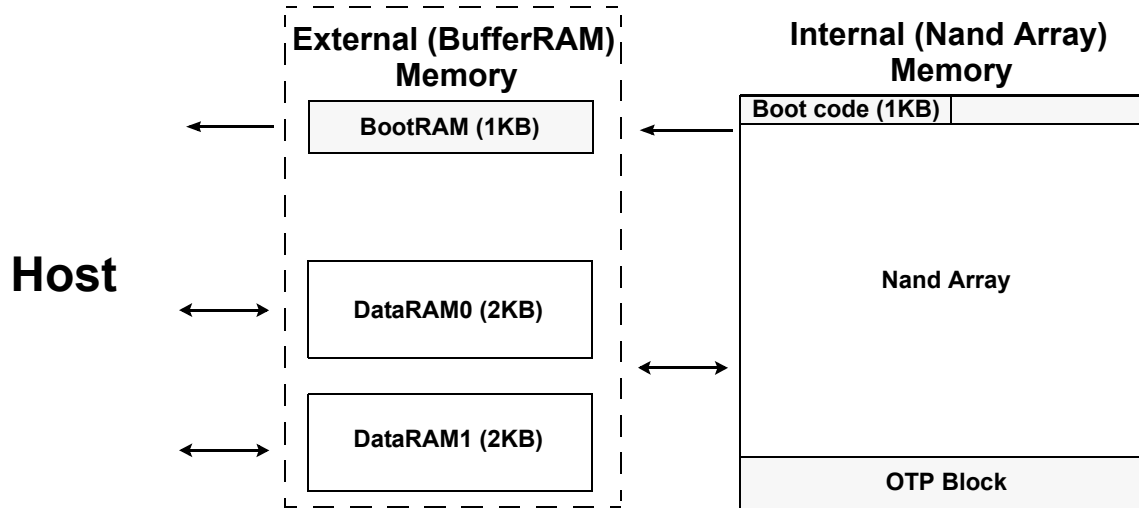 External (BufferRAM)
Memory
Internal (Nand Array)
Memory
BootRAM (1KB)
Boot code (1KB)
Host
DataRAM0 (2KB)
Nand Array
DataRAM1 (2KB)
OTP Block